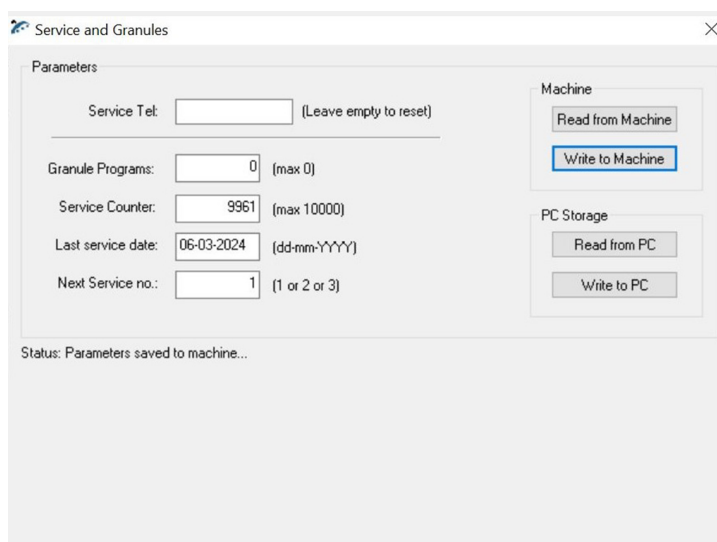 Service and Granules
Parameters
Service Tel: (Leave empty to reset)
Granule Programs: 0 (max 0)
Service Counter: 9961 (max 10000)
Last service date: 06-03-2024 (dd-mm-YYYY)
Next Service no.: 1 (1 or 2 or 3)
Machine
Read from Machine
Write to Machine
PC Storage
Read from PC
Write to PC
Status: Parameters saved to machine...